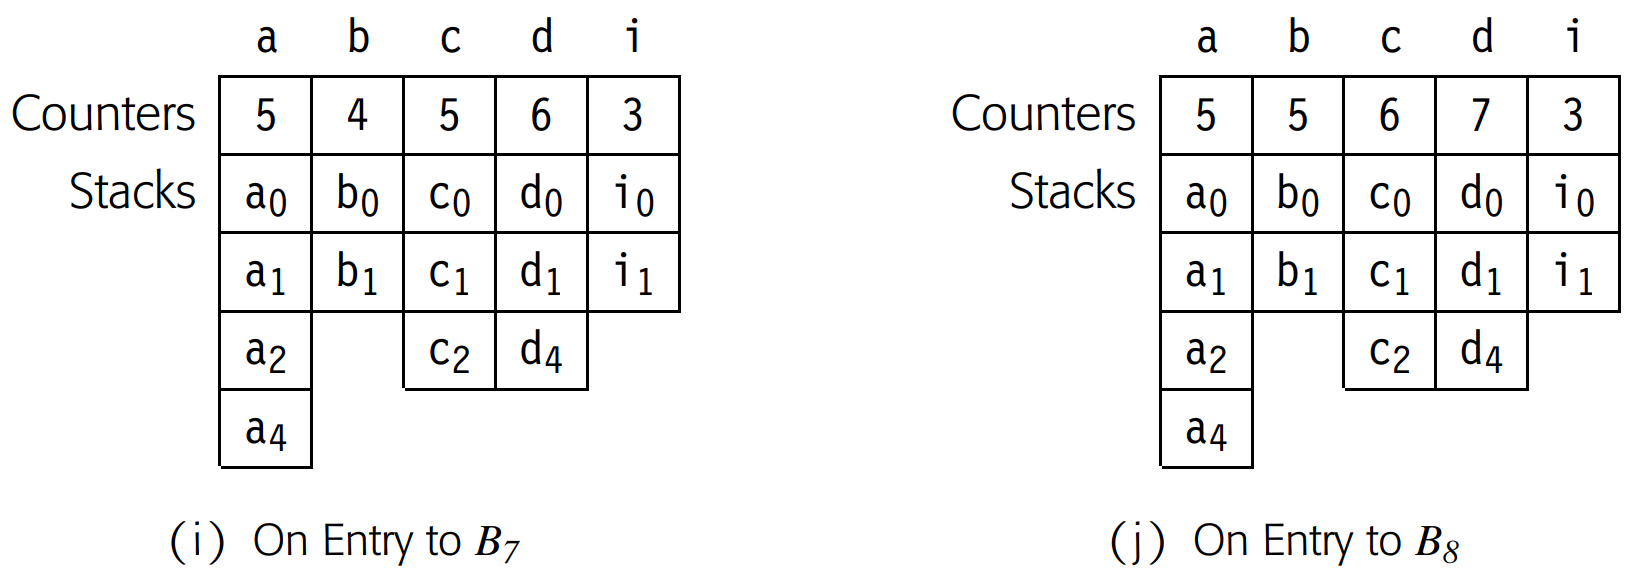 a b c d i a b c d i
Counters 5 4 5 6 3 Counters 5 5 6 7 3
Stacks a0 b0 c0 d0 i0 Stacks a0 b0 c0 d0 i0
a1 b1 c1 d1 i1 a1 b1 c1 d1 i1
a2 c2 d4 a2 c2 d4
a4 a4
(i) On Entry to B7 (j) On Entry to B8